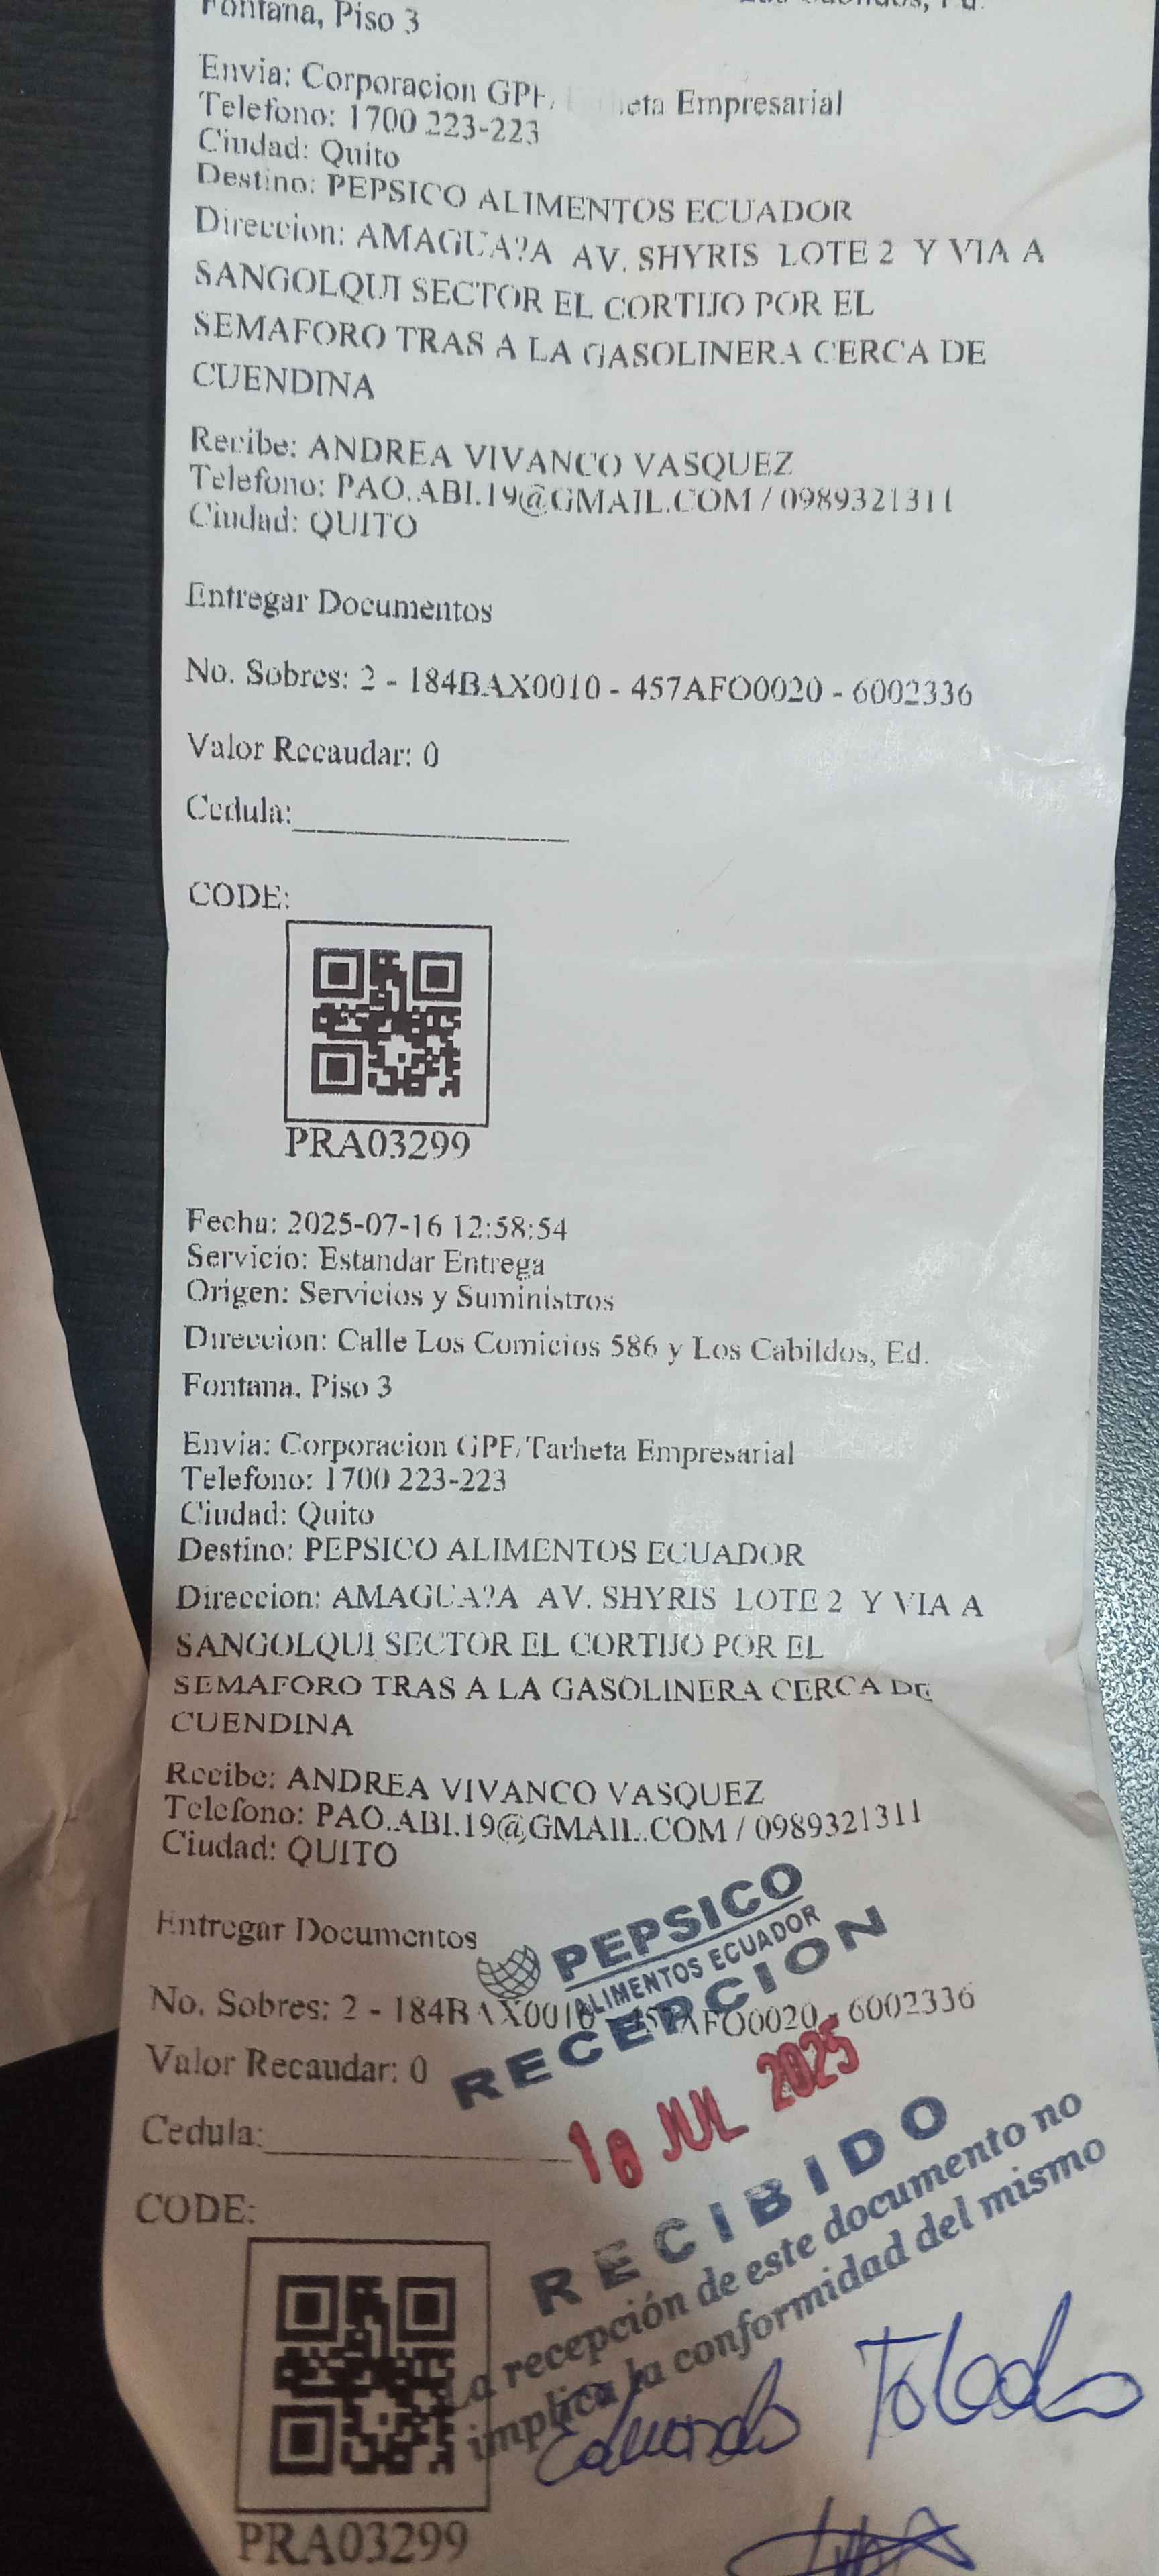 Fontana, Piso 3
Envia: Corporacion GPF/ heta Empresarial
Telefono: 1700 223-223
Ciudad: Quito
Destino: PEPSICO ALIMENTOS ECUADOR
Direccion: AMAGUA?A AV. SHYRIS LOTE 2 Y VIA A
SANGOLQUI SECTOR EL CORTIJO POR EL
SEMAFORO TRAS A LA GASOLINERA CERCA DE
CUENDINA
Recibe: ANDREA VIVANCO VASQUEZ
Telefono: PAO.ABI.19@GMAIL.COM / 0989321311
Ciudad: QUITO
Entregar Documentos
No. Sobres: 2 - 184BAX0010 - 457AFO0020 - 6002336
Valor Recaudar: 0
Cedula:
CODE:
PRA03299
Fecha: 2025-07-16 12:58:54
Servicio: Estandar Entrega
Origen: Servicios y Suministros
Direccion: Calle Los Comicios 586 y Los Cabildos, Ed.
Fontana, Piso 3
Envia: Corporacion GPF/Tarheta Empresarial
Telefono: 1700 223-223
Ciudad: Quito
Destino: PEPSICO ALIMENTOS ECUADOR
Direccion: AMAGUA?A AV. SHYRIS LOTE 2 Y VIA A
SANGOLQUI SECTOR EL CORTIJO POR EL
SEMAFORO TRAS A LA GASOLINERA CERCA DE
CUENDINA
Recibe: ANDREA VIVANCO VASQUEZ
Telefono: PAO.ABI.19@GMAIL.COM / 0989321311
Ciudad: QUITO
Entregar Documentos
PEPSICO
ALIMENTOS ECUADOR
RECEPCION
No. Sobres: 2 - 184BAX0010 - 457AFO0020 - 6002336
Valor Recaudar: 0
JUL 2025
Cedula:
RECIBIDO
La recepción de este documento no
implica la conformidad del mismo
CODE:
Eduardo Toledo
PRA03299